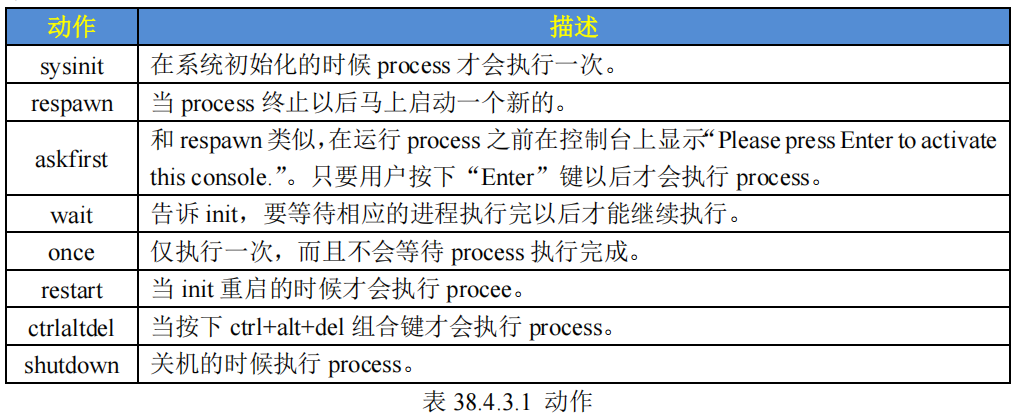 动作 描述
sysinit 在系统初始化的时候 process 才会执行一次。
respawn 当 process 终止以后马上启动一个新的。
askfirst 和 respawn 类似，在运行 process 之前在控制台上显示“Please press Enter to activate
this console.”。只要用户按下“Enter”键以后才会执行 process。
wait 告诉 init，要等待相应的进程执行完以后才能继续执行。
once 仅执行一次，而且不会等待 process 执行完成。
restart 当 init 重启的时候才会执行 procee。
ctrlaltdel 当按下 ctrl+alt+del 组合键才会执行 process。
shutdown 关机的时候执行 process。
表 38.4.3.1 动作